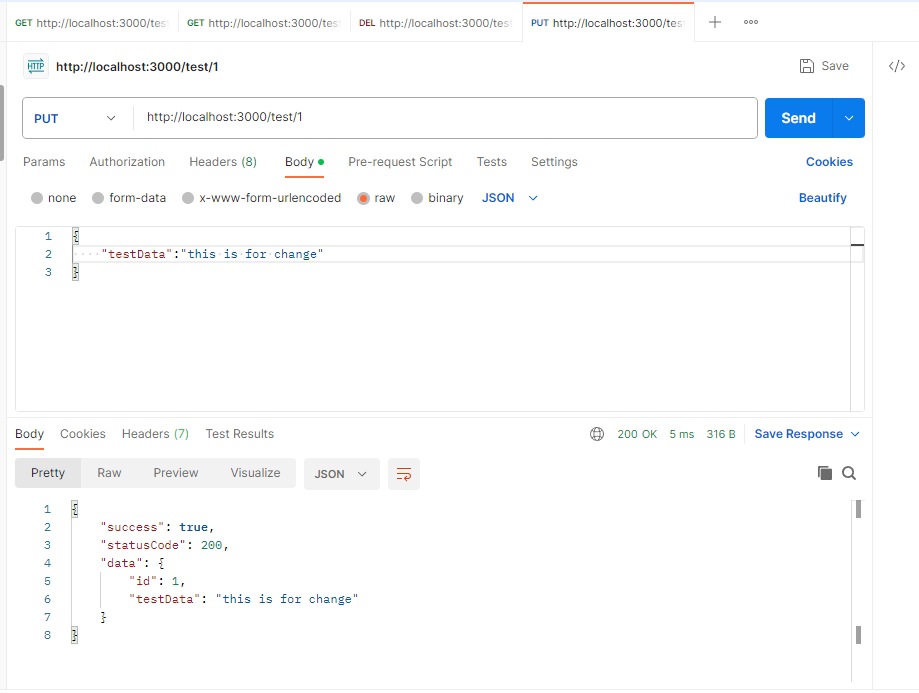 GET http://localhost:3000/test GET http://localhost:3000/test DEL http://localhost:3000/test PUT http://localhost:3000/test
HTTP http://localhost:3000/test/1 Save </>
PUT http://localhost:3000/test/1 Send
Params Authorization Headers (8) Body Pre-request Script Tests Settings Cookies
none form-data x-www-form-urlencoded raw binary JSON Beautify
1 {
2 ····"testData":"this·is·for·change"
3 }
Body Cookies Headers (7) Test Results 200 OK 5 ms 316 B Save Response
Pretty Raw Preview Visualize JSON
1 {
2 "success": true,
3 "statusCode": 200,
4 "data": {
5 "id": 1,
6 "testData": "this is for change"
7 }
8 }